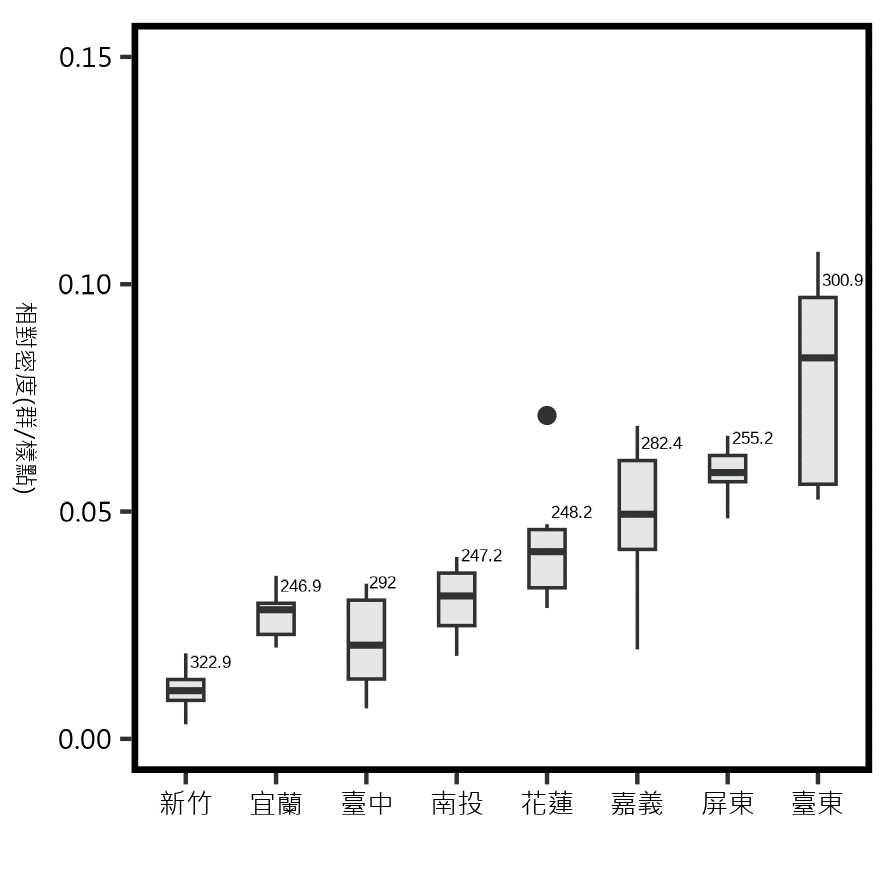 相對密度(群/樣點)
0.15
0.10
0.05
0.00
322.9
246.9
292
247.2
248.2
282.4
255.2
300.9
新竹
宜蘭
臺中
南投
花蓮
嘉義
屏東
臺東